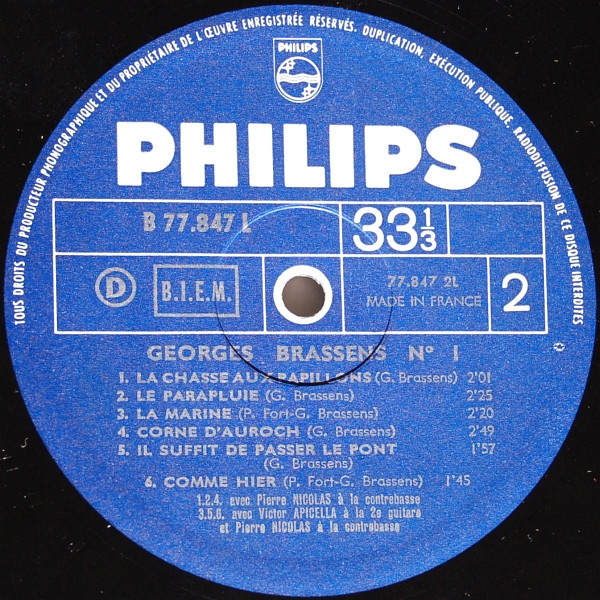 TOUS DROITS DU PRODUCTEUR PHONOGRAPHIQUE ET DU PROPRIÉTAIRE DE L'ŒUVRE ENREGISTRÉE RÉSERVÉS. DUPLICATION, EXÉCUTION PUBLIQUE, RADIODIFFUSION DE CE DISQUE INTERDITES
PHILIPS
PHILIPS
B 77.847 L
33 1/3
D
B.I.E.M.
77.847 2L
MADE IN FRANCE
2
GEORGES BRASSENS Nº 1
1. LA CHASSE AUX PAPILLONS (G. Brassens) 2'01
2. LE PARAPLUIE (G. Brassens) 2'25
3. LA MARINE (P. Fort-G. Brassens) 2'20
4. CORNE D'AUROCH (G. Brassens) 2'49
5. IL SUFFIT DE PASSER LE PONT 1'57
(G. Brassens)
6. COMME HIER (P. Fort-G. Brassens) 1'45
1.2.4. avec Pierre NICOLAS à la contrebasse
3.5.6. avec Victor APICELLA à la 2e guitare
et Pierre NICOLAS à la contrebasse